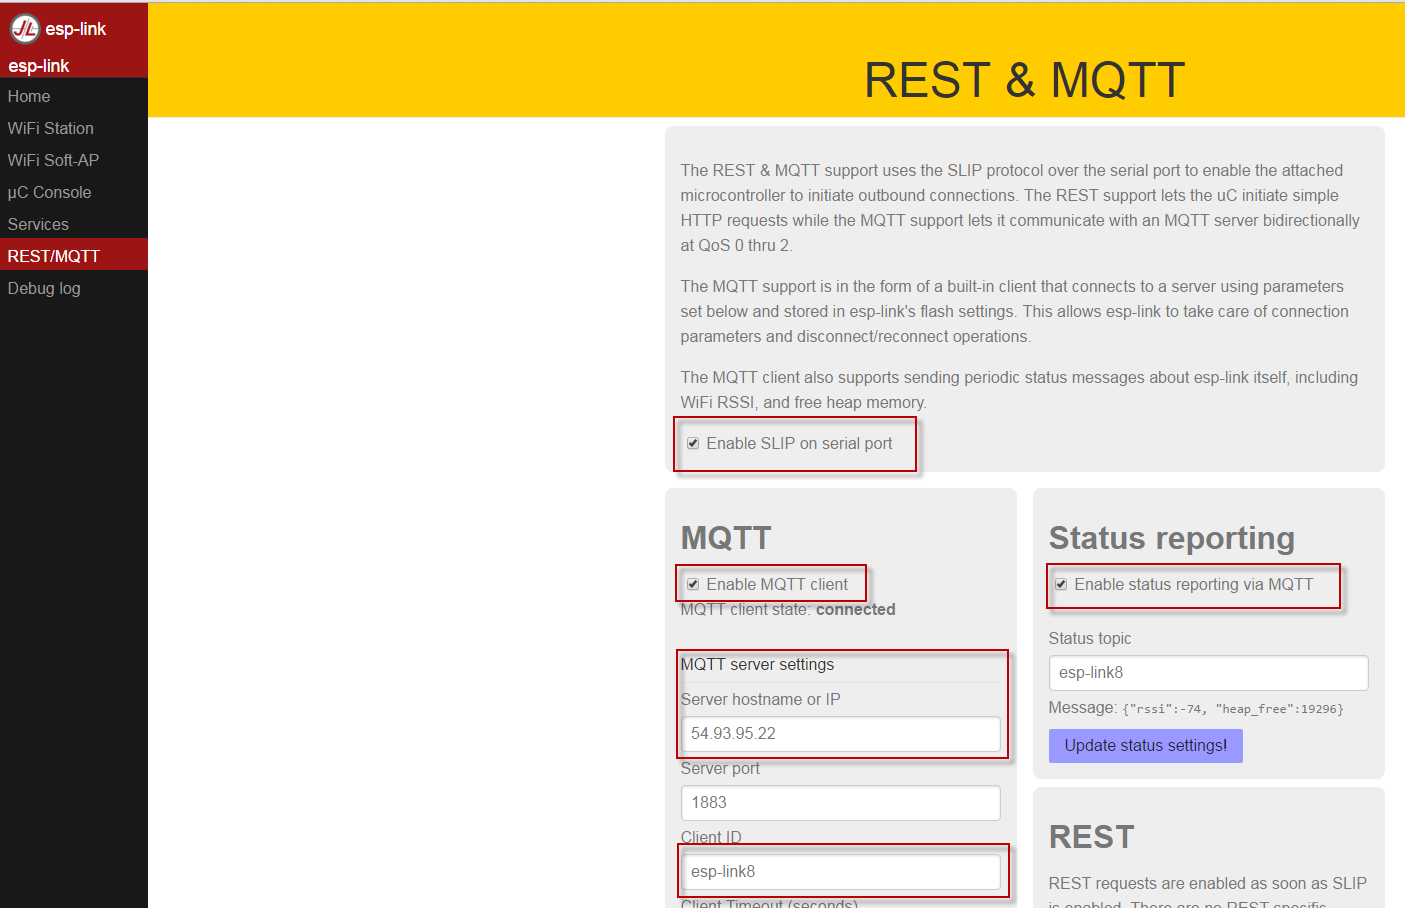 JL esp-link
esp-link
Home
WiFi Station
WiFi Soft-AP
µC Console
Services
REST/MQTT
Debug log
REST & MQTT
The REST & MQTT support uses the SLIP protocol over the serial port to enable the attached
microcontroller to initiate outbound connections. The REST support lets the uC initiate simple
HTTP requests while the MQTT support lets it communicate with an MQTT server bidirectionally
at QoS 0 thru 2.
The MQTT support is in the form of a built-in client that connects to a server using parameters
set below and stored in esp-link's flash settings. This allows esp-link to take care of connection
parameters and disconnect/reconnect operations.
The MQTT client also supports sending periodic status messages about esp-link itself, including
WiFi RSSI, and free heap memory.
Enable SLIP on serial port
MQTT
Enable MQTT client
MQTT client state: connected
MQTT server settings
Server hostname or IP
54.93.95.22
Server port
1883
Client ID
esp-link8
Client Timeout (seconds)
Status reporting
Enable status reporting via MQTT
Status topic
esp-link8
Message: {"rssi":-74, "heap_free":19296}
Update status settings!
REST
REST requests are enabled as soon as SLIP
is enabled. There are no REST-specific